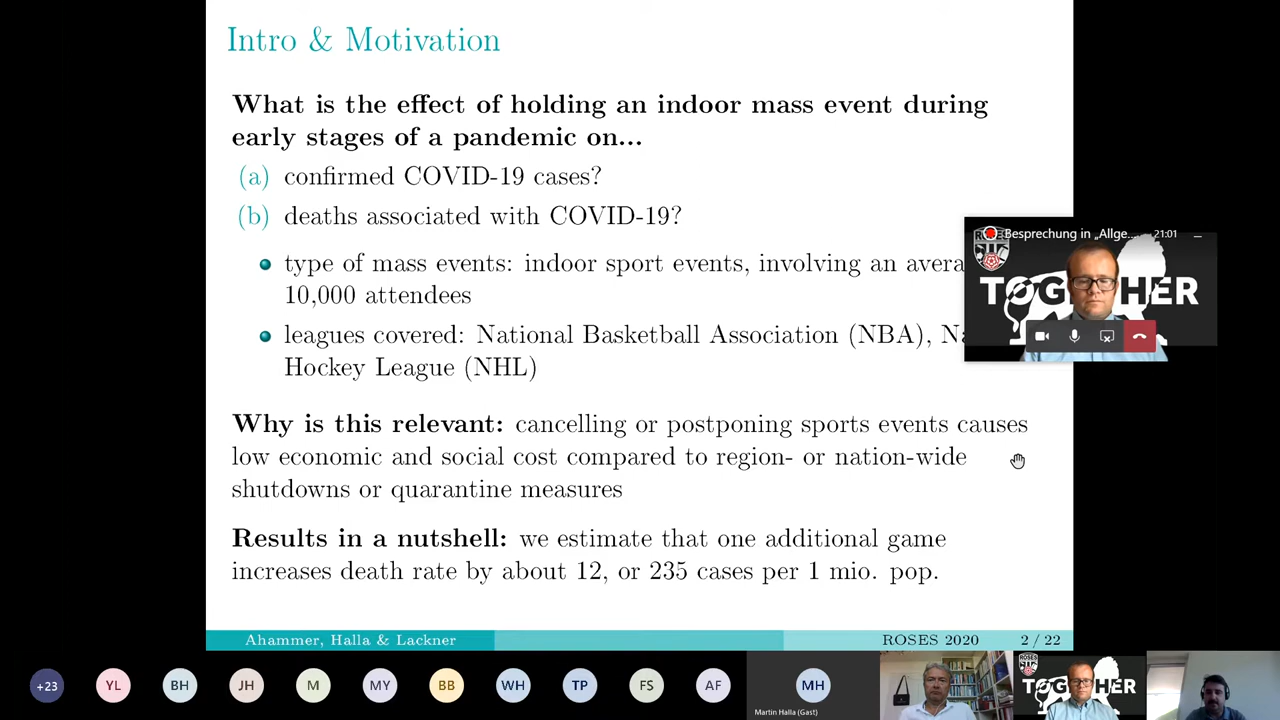 Intro & Motivation
What is the effect of holding an indoor mass event during
early stages of a pandemic on...
(a) confirmed COVID-19 cases?
(b) deaths associated with COVID-19?
type of mass events: indoor sport events, involving an
10,000 attendees
leagues covered: National Basketball Association (NBA),
Hockey League (NHL)
Why is this relevant: cancelling or postponing sports events causes
low economic and social cost compared to region- or nation-wide
shutdowns or quarantine measures
Results in a nutshell: we estimate that one additional game
increases death rate by about 12, or 235 cases per 1 mio. pop.
Ahammer, Halla & Lackner
ROSES 2020
2 / 22
Besprechung in „Allge... 21:01
+23
YL
BH
JH
M
MY
BB
WH
TP
FS
AF
MH
Martin Halla (Gast)